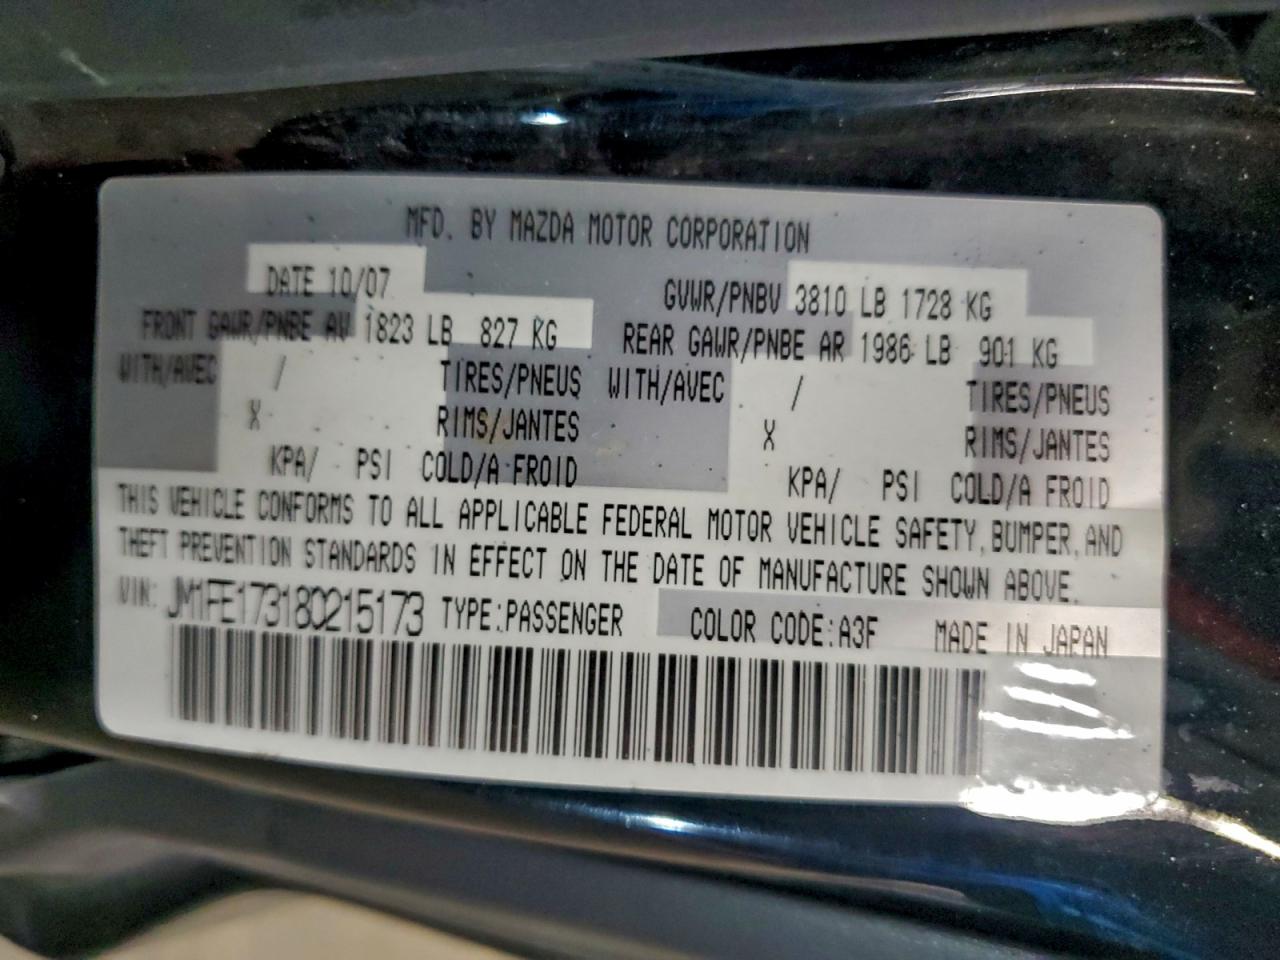 MFD. BY MAZDA MOTOR CORPORATION
DATE 10/07 GVWR/PNBV 3810 LB 1728 KG
FRONT GAWR/PNBE AV 1823 LB 827 KG REAR GAWR/PNBE AR 1986 LB 901 KG
WITH/AVEC / TIRES/PNEUS WITH/AVEC / TIRES/PNEUS
X RIMS/JANTES X RIMS/JANTES
KPA/ PSI COLD/A FROID KPA/ PSI COLD/A FROID
THIS VEHICLE CONFORMS TO ALL APPLICABLE FEDERAL MOTOR VEHICLE SAFETY, BUMPER, AND
THEFT PREVENTION STANDARDS IN EFFECT ON THE DATE OF MANUFACTURE SHOWN ABOVE.
VIN: JM1FE173180215173 TYPE:PASSENGER COLOR CODE:A3F MADE IN JAPAN